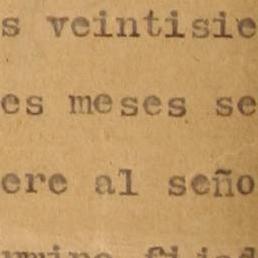 s veintisie
es meses se
ere al seño